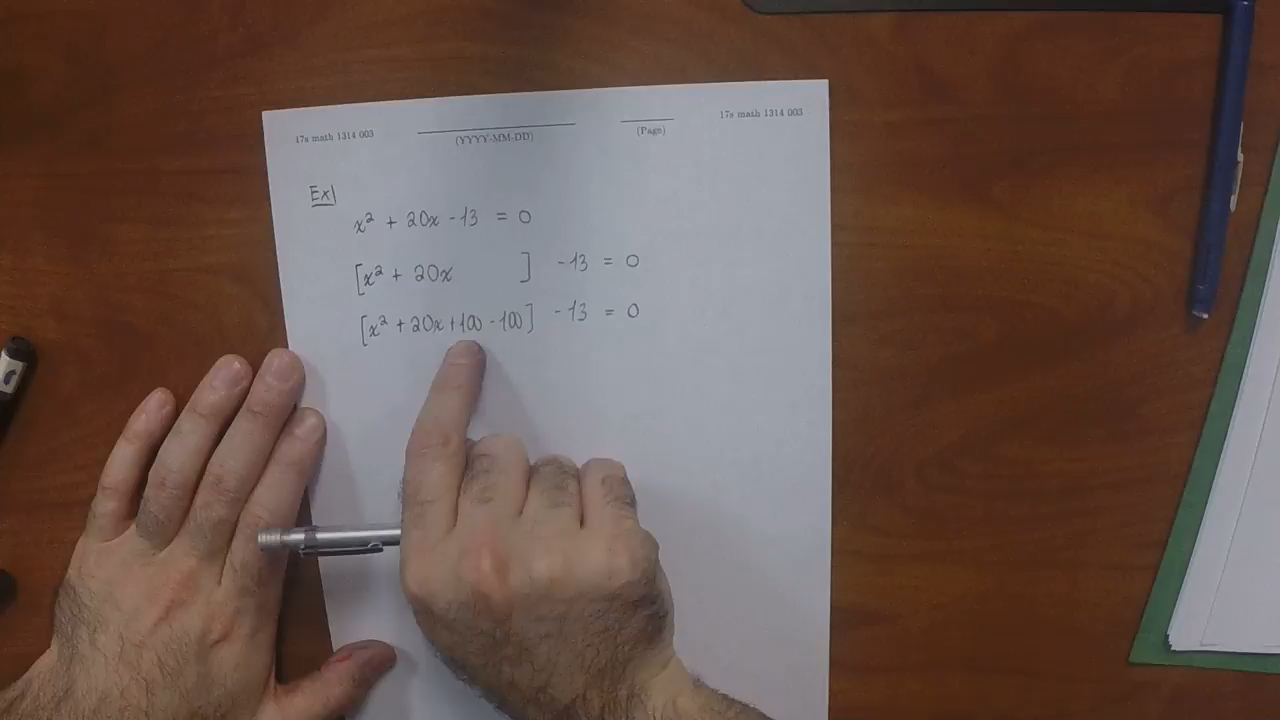 17s math 1314 003 (YYYY-MM-DD) (Page) 17s math 1314 003
Ex
x² + 20x - 13 = 0
[x² + 20x ] - 13 = 0
[x² + 20x + 100 - 100] - 13 = 0